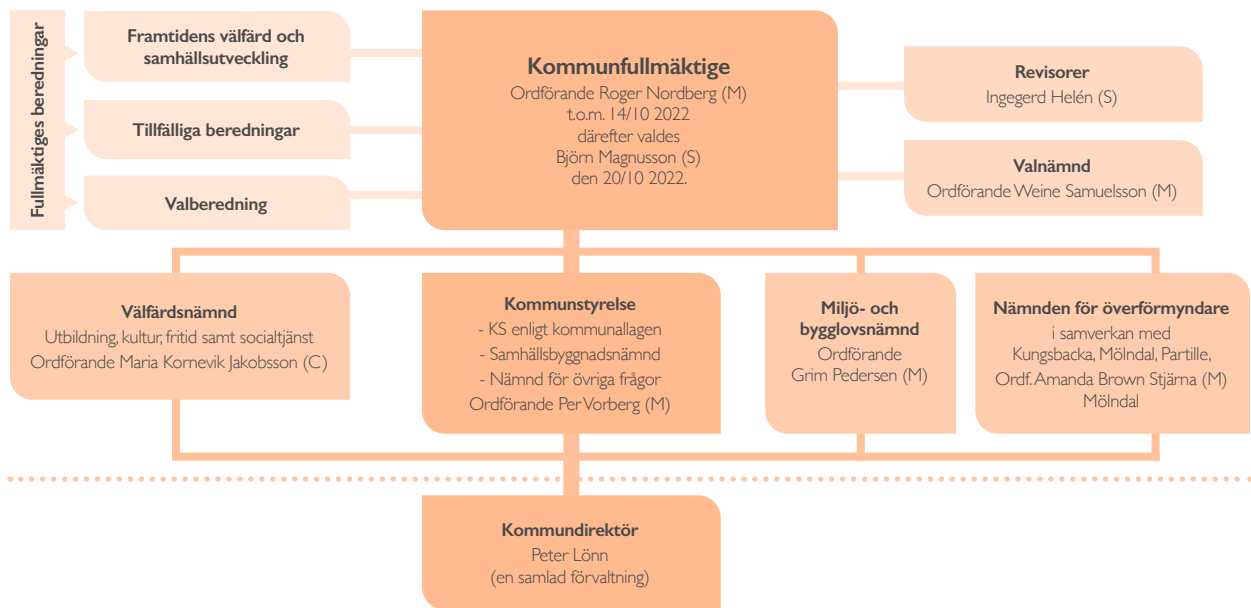 Fullmäktiges beredningar
Framtidens välfärd och
samhällsutveckling
Tillfälliga beredningar
Valberedning
Kommunfullmäktige
Ordförande Roger Nordberg (M)
t.o.m. 14/10 2022
därefter valdes
Björn Magnusson (S)
den 20/10 2022.
Revisorer
Ingegerd Helén (S)
Valnämnd
Ordförande Weine Samuelsson (M)
Välfärdsnämnd
Utbildning, kultur, fritid samt socialtjänst
Ordförande Maria Kornevik Jakobsson (C)
Kommunstyrelse
- KS enligt kommunallagen
- Samhällsbyggnadsnämnd
- Nämnd för övriga frågor
Ordförande Per Vorberg (M)
Miljö- och
bygglovsnämnd
Ordförande
Grim Pedersen (M)
Nämnden för överförmyndare
i samverkan med
Kungsbacka, Mölndal, Partille,
Ordf. Amanda Brown Stjärna (M)
Mölndal
Kommundirektör
Peter Lönn
(en samlad förvaltning)